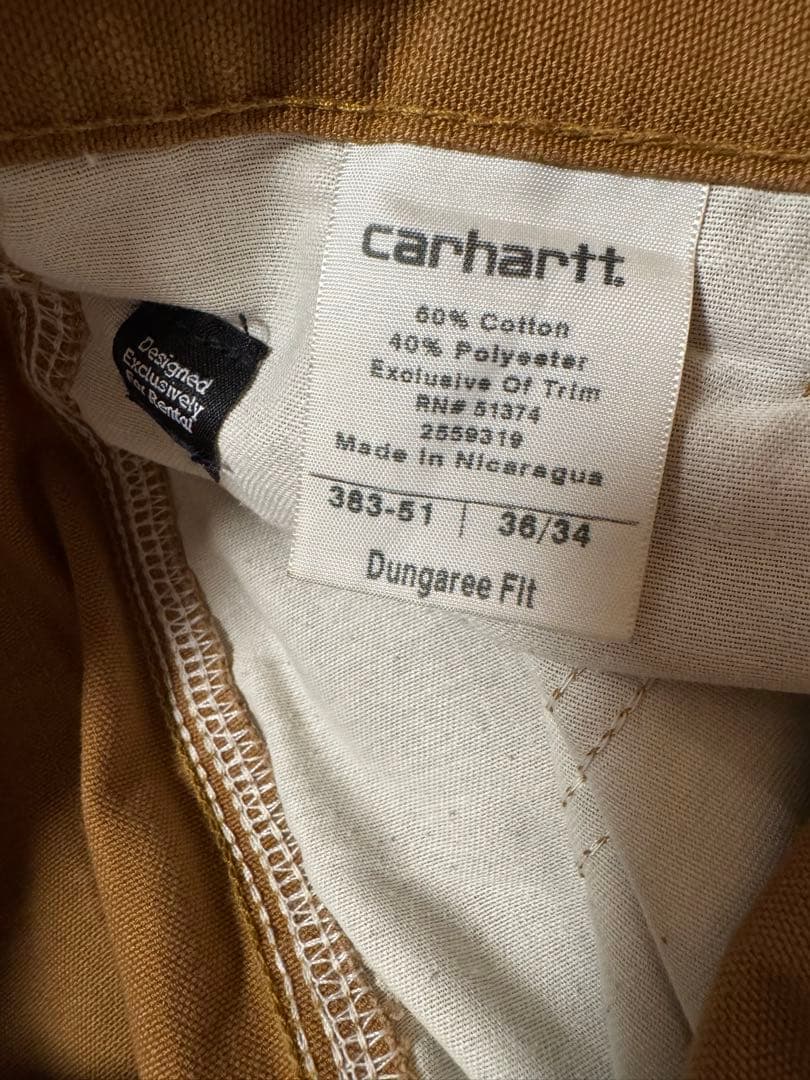 carhartt.
60% Cotton
40% Polyester
Exclusive Of Trim
RN# 51374
2559319
Made In Nicaragua
383-51 | 36/34
Dungaree Fit
Designed
Exclusively
For Rental